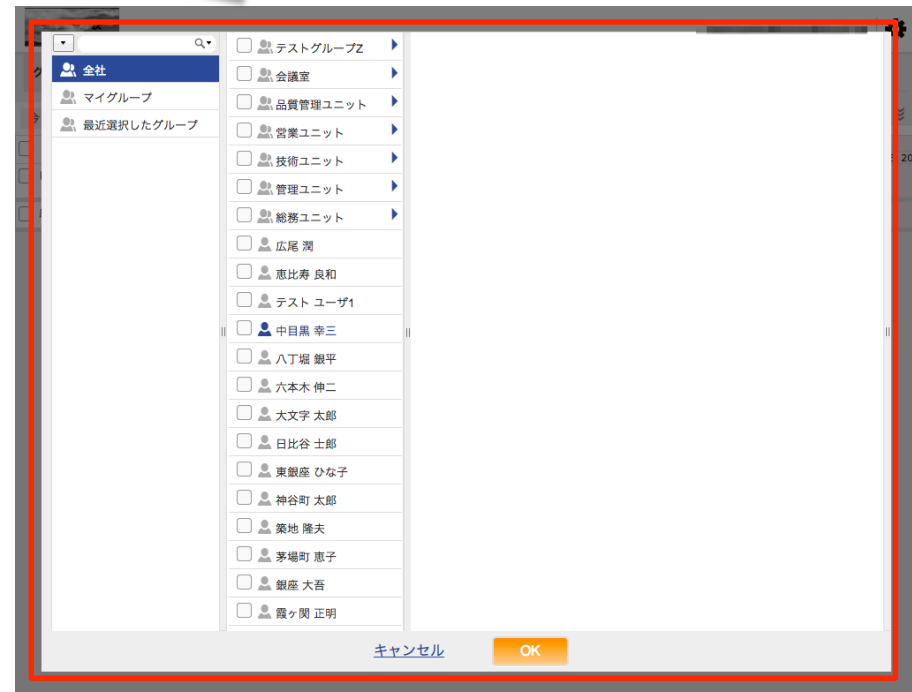 全社
マイグループ
最近選択したグループ
テストグループZ
会議室
品質管理ユニット
営業ユニット
技術ユニット
管理ユニット
総務ユニット
広尾 潤
恵比寿 良和
テスト ユーザ1
中目黒 幸三
八丁堀 銀平
六本木 伸二
大文字 太郎
日比谷 士郎
東銀座 ひな子
神谷町 太郎
築地 隆夫
茅場町 恵子
銀座 大吾
霞ヶ関 正明
キャンセル
OK
20